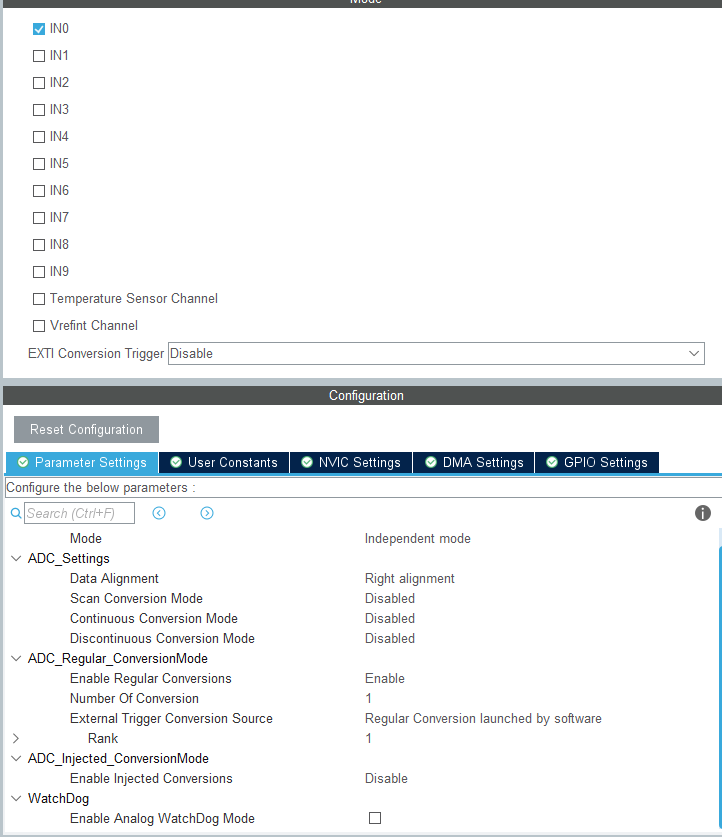 Mode
IN0
IN1
IN2
IN3
IN4
IN5
IN6
IN7
IN8
IN9
Temperature Sensor Channel
Vrefint Channel
EXTI Conversion Trigger Disable
Configuration
Reset Configuration
Parameter Settings User Constants NVIC Settings DMA Settings GPIO Settings
Configure the below parameters :
Search (Ctrl+F)
Mode Independent mode
ADC_Settings
Data Alignment Right alignment
Scan Conversion Mode Disabled
Continuous Conversion Mode Disabled
Discontinuous Conversion Mode Disabled
ADC_Regular_ConversionMode
Enable Regular Conversions Enable
Number Of Conversion 1
External Trigger Conversion Source Regular Conversion launched by software
Rank 1
ADC_Injected_ConversionMode
Enable Injected Conversions Disable
WatchDog
Enable Analog WatchDog Mode